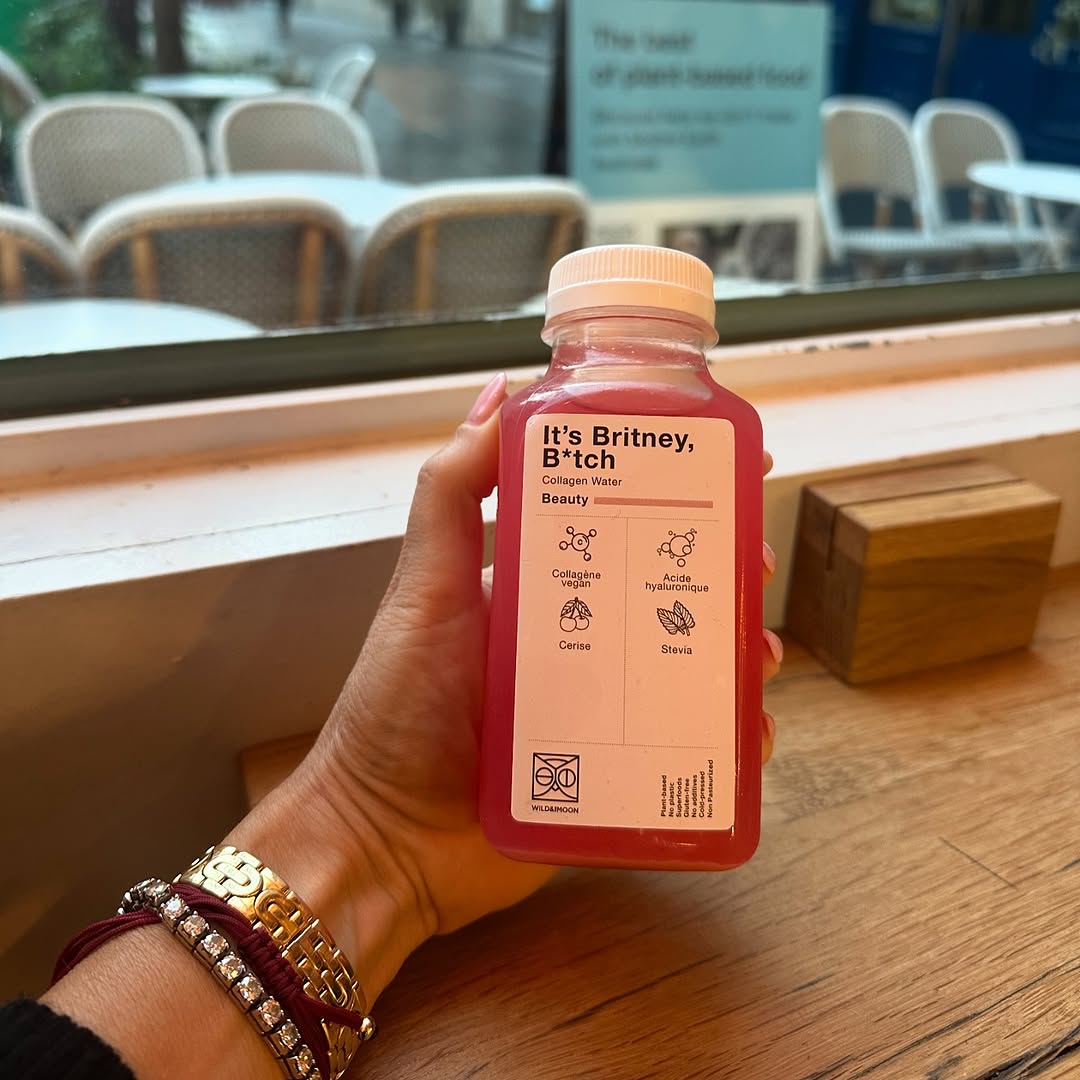 The best
of plant-based food
It's Britney,
B*tch
Collagen Water
Beauty
Collagène
vegan
Acide
hyaluronique
Cerise
Stevia
WILD&THEMOON
Plant-based
No plastic
Superfoods
Gluten-free
No additives
Cold-pressed
Non Pasteurized